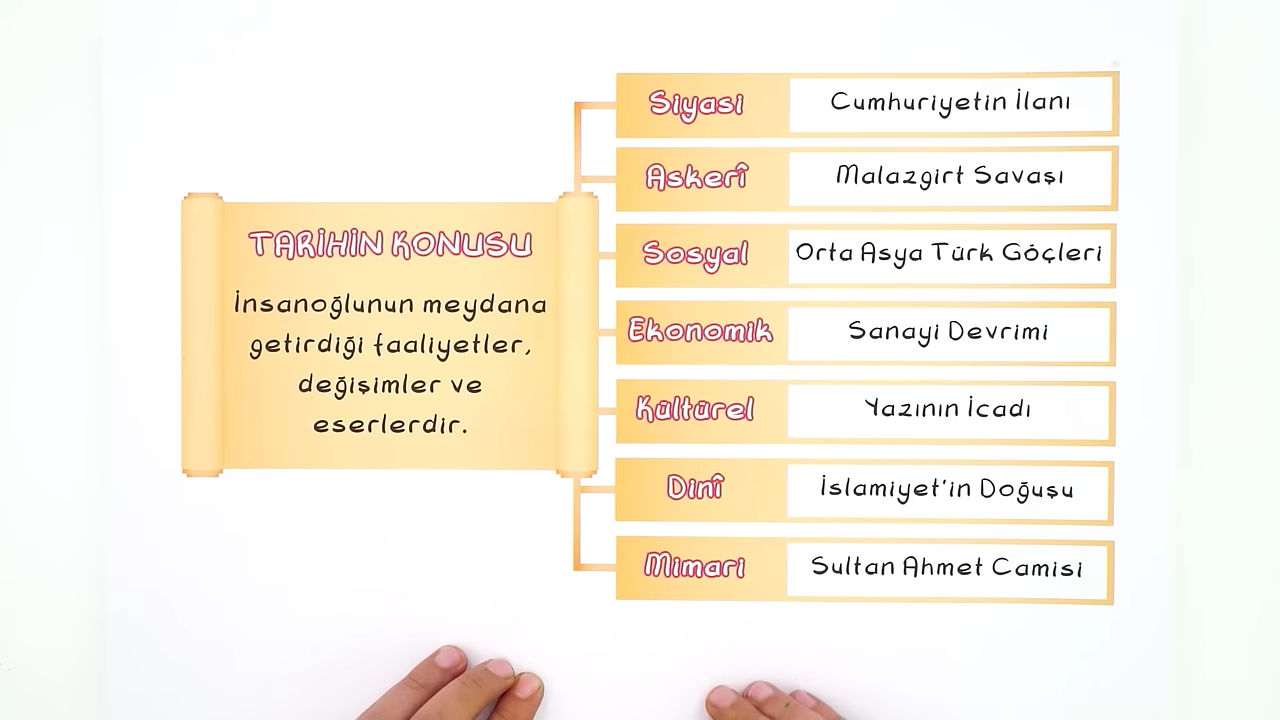 TARİHİN KONUSU
İnsanoğlunun meydana
getirdiği faaliyetler,
değişimler ve
eserlerdir.
Siyasi Cumhuriyetin İlanı
Askerî Malazgirt Savaşı
Sosyal Orta Asya Türk Göçleri
Ekonomik Sanayi Devrimi
Kültürel Yazının İcadı
Dinî İslamiyet'in Doğuşu
Mimari Sultan Ahmet Camisi